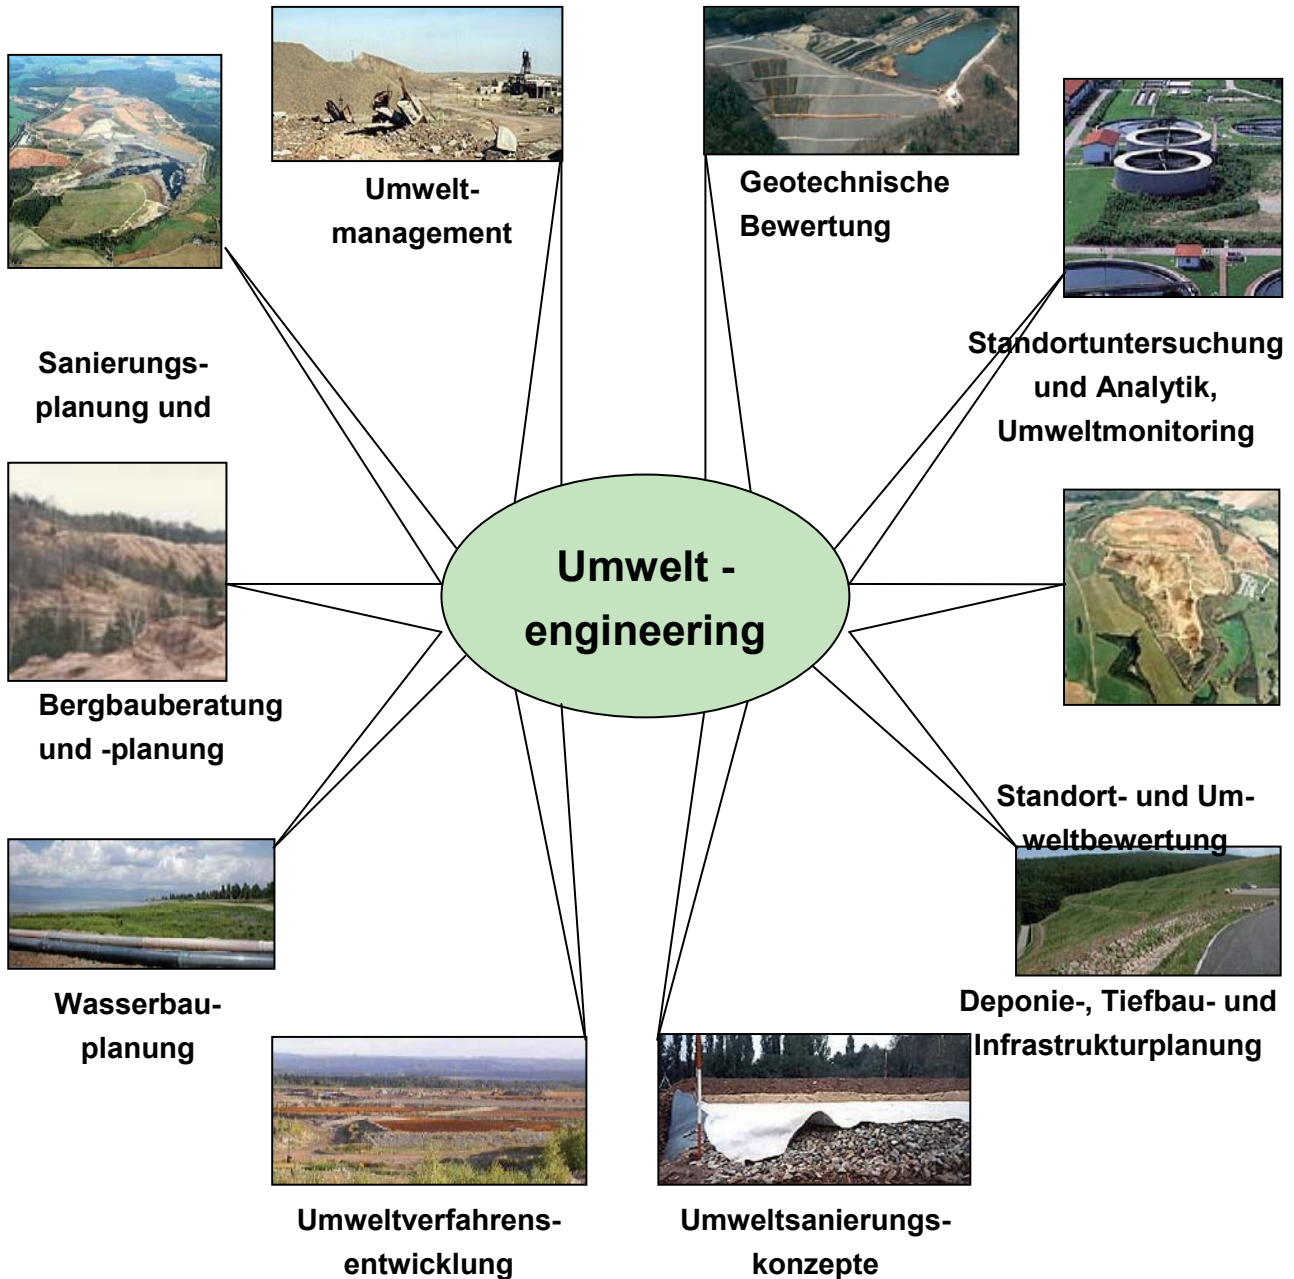 Umwelt-
management
Geotechnische
Bewertung
Sanierungs-
planung und
Standortuntersuchung
und Analytik,
Umweltmonitoring
Umwelt -
engineering
Bergbauberatung
und -planung
Standort- und Um-
weltbewertung
Wasserbau-
planung
Deponie-, Tiefbau- und
Infrastrukturplanung
Umweltverfahrens-
entwicklung
Umweltsanierungs-
konzepte